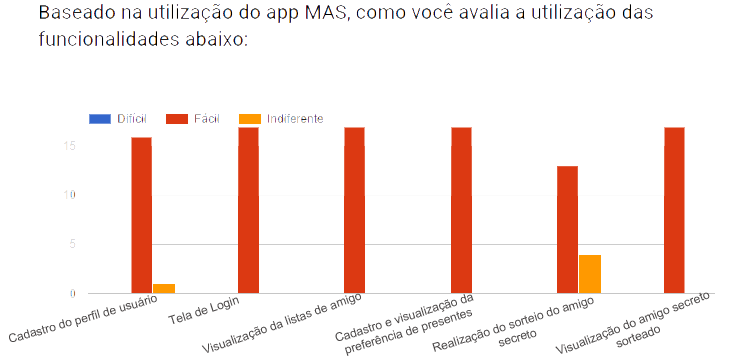 Baseado na utilização do app MAS, como você avalia a utilização das
funcionalidades abaixo:
Difícil Fácil Indiferente
15
10
5
0
Cadastro do perfil de usuário
Tela de Login
Visualização da listas de amigo
Cadastro e visualização da
preferência de presentes
Realização do sorteio do amigo
secreto
Visualização do amigo secreto
sorteado